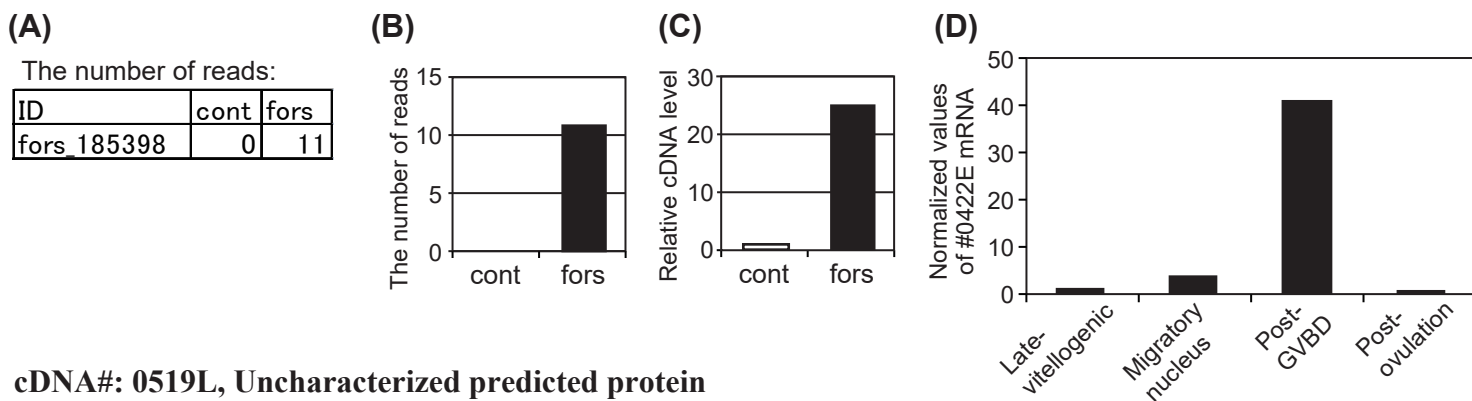 (A)
The number of reads:
ID cont fors
fors_185398 0 11
(B)
The number of reads
15
10
5
0
cont fors
(C)
Relative cDNA level
30
20
10
0
cont fors
(D)
Normalized values
of #0422E mRNA
50
40
30
20
10
0
Late-
vitellogenic
Migratory
nucleus
Post-
GVBD
Post-
ovulation
cDNA#: 0519L, Uncharacterized predicted protein